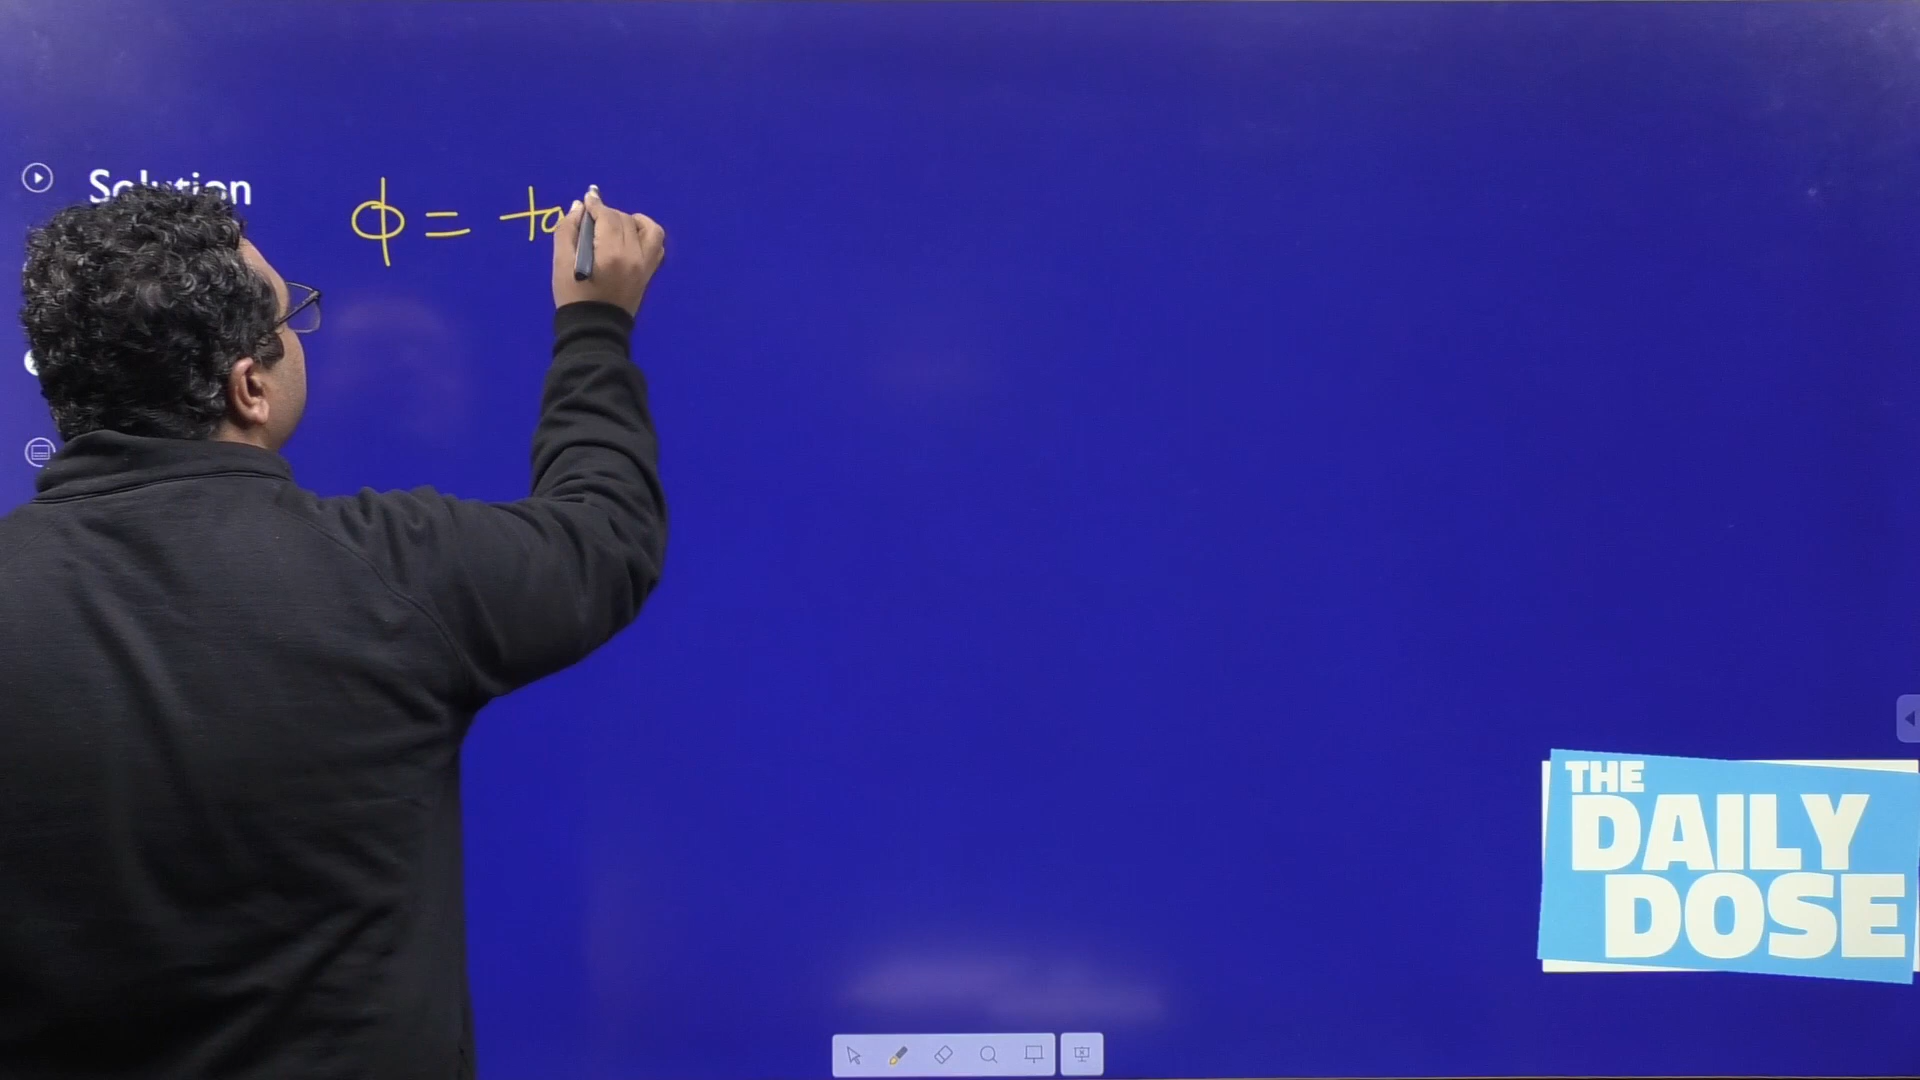 Solution
ϕ = ta
THE
DAILY
DOSE